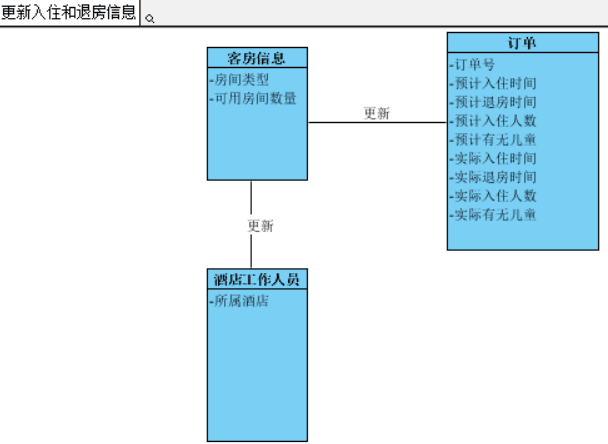 更新入住和退房信息
客房信息
-房间类型
-可用房间数量
更新
订单
-订单号
-预计入住时间
-预计退房时间
-预计入住人数
-预计有无儿童
-实际入住时间
-实际退房时间
-实际入住人数
-实际有无儿童
更新
酒店工作人员
-所属酒店